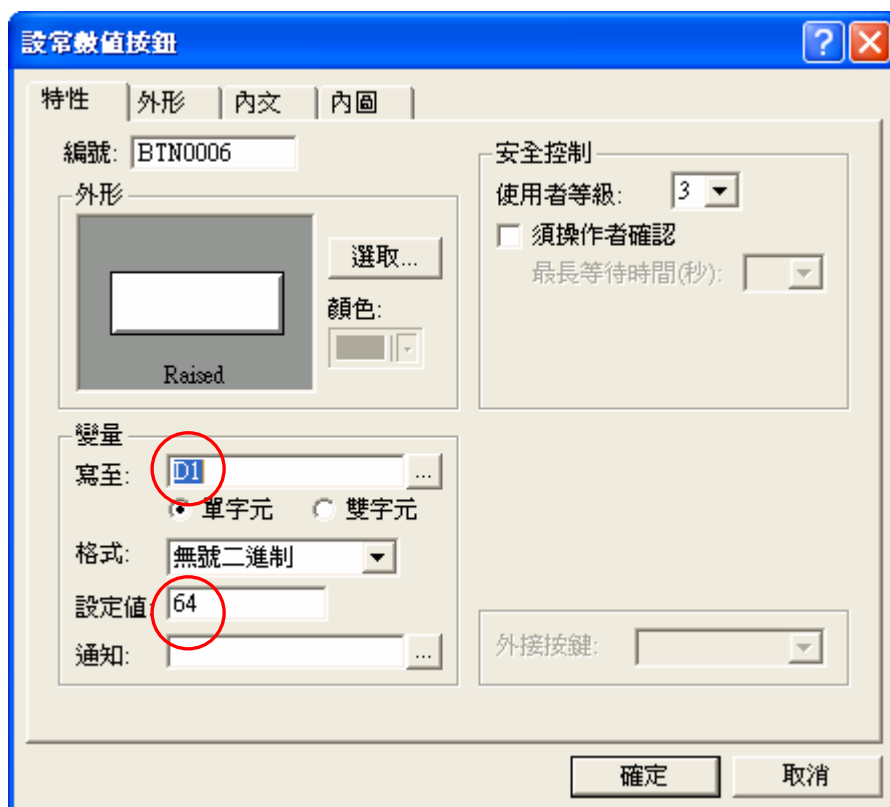 設常數值按鈕
特性 外形 內文 內圖
編號: BTN0006
外形
Raised
選取...
顏色:
安全控制
使用者等級: 3
須操作者確認
最長等待時間(秒):
變量
寫至: D1 ...
單字元 雙字元
格式: 無號二進制
設定值: 64
通知: ...
外接按鍵:
確定 取消